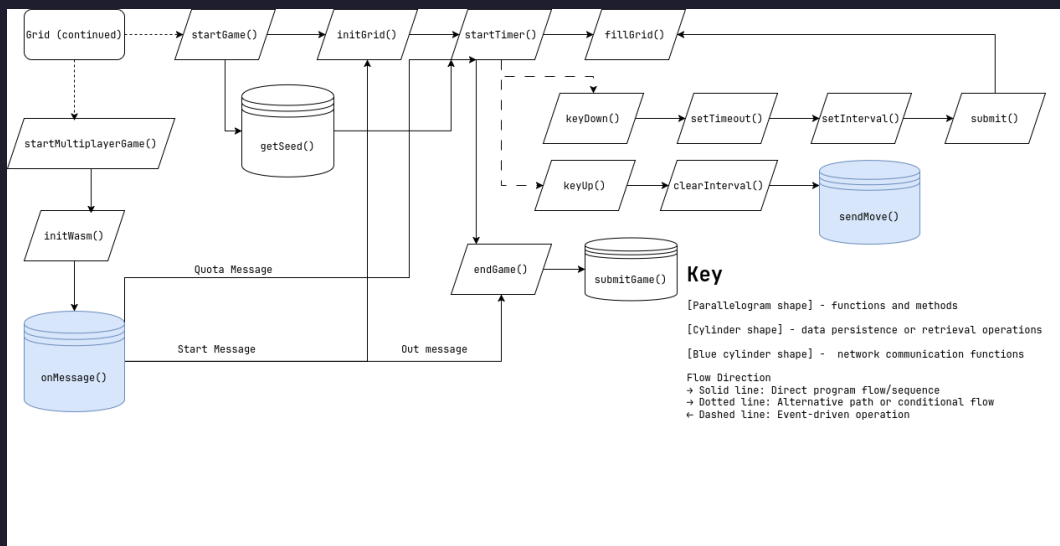 Grid (continued)
startGame()
initGrid()
startTimer()
fillGrid()
getSeed()
keyDown()
setTimeout()
setInterval()
submit()
startMultiplayerGame()
keyUp()
clearInterval()
sendMove()
initWasm()
Quota Message
endGame()
submitGame()
Start Message
Out message
onMessage()
Key
[Parallelogram shape] - functions and methods
[Cylinder shape] - data persistence or retrieval operations
[Blue cylinder shape] -  network communication functions
Flow Direction
→ Solid line: Direct program flow/sequence
→ Dotted line: Alternative path or conditional flow
← Dashed line: Event-driven operation